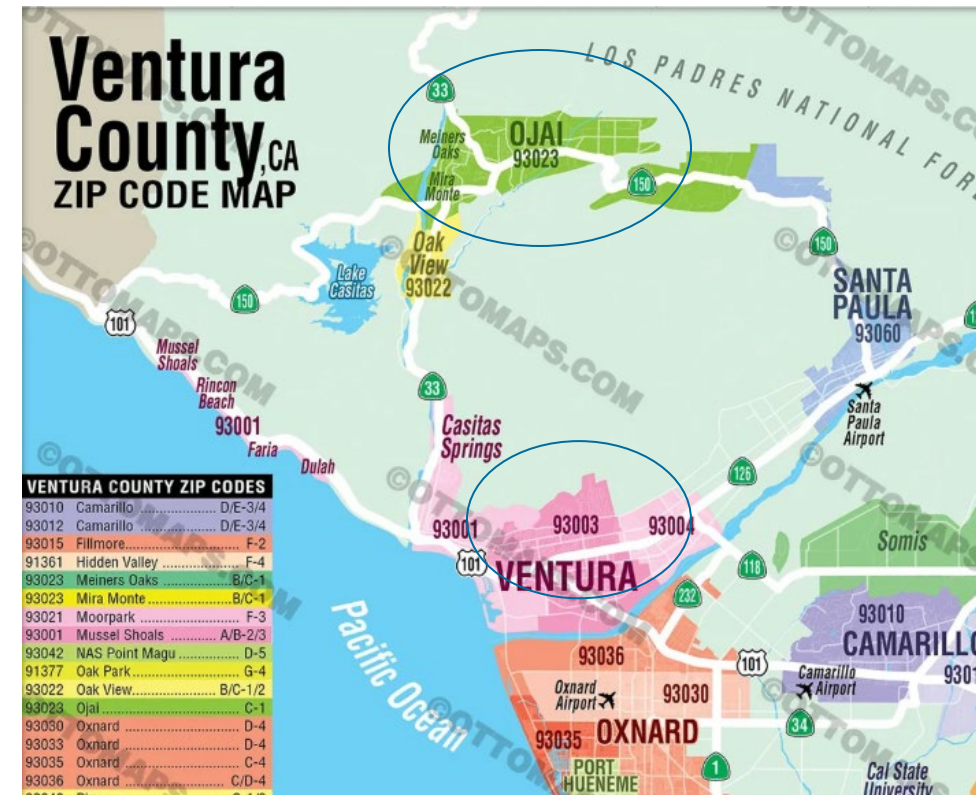 Ventura
County,CA
ZIP CODE MAP
LOS PADRES NATIONAL
33
Meiners
Oaks
OJAI
93023
Mira
Monte
150
Oak
View
93022
Lake
Casitas
150
150
101
SANTA
PAULA
93060
Mussel
Shoals
Rincon
Beach
93001
Faria
Dulah
33
Casitas
Springs
Santa
Paula
Airport
126
93001
93003
93004
101
VENTURA
118
232
Somis
Pacific Ocean
93036
Oxnard
Airport
93030
OXNARD
93035
PORT
HUENEME
101
93010
CAMARILLO
Camarillo
Airport
34
1
Cal State
University
VENTURA COUNTY ZIP CODES
93010 Camarillo D/E-3/4
93012 Camarillo D/E-3/4
93015 Fillmore F-2
91361 Hidden Valley F-4
93023 Meiners Oaks B/C-1
93023 Mira Monte B/C-1
93021 Moorpark F-3
93001 Mussel Shoals A/B-2/3
93042 NAS Point Magu D-5
91377 Oak Park G-4
93022 Oak View B/C-1/2
93023 Ojai C-1
93030 Oxnard D-4
93033 Oxnard D-4
93035 Oxnard C-4
93036 Oxnard C/D-4
©OTTOMAPS.COM